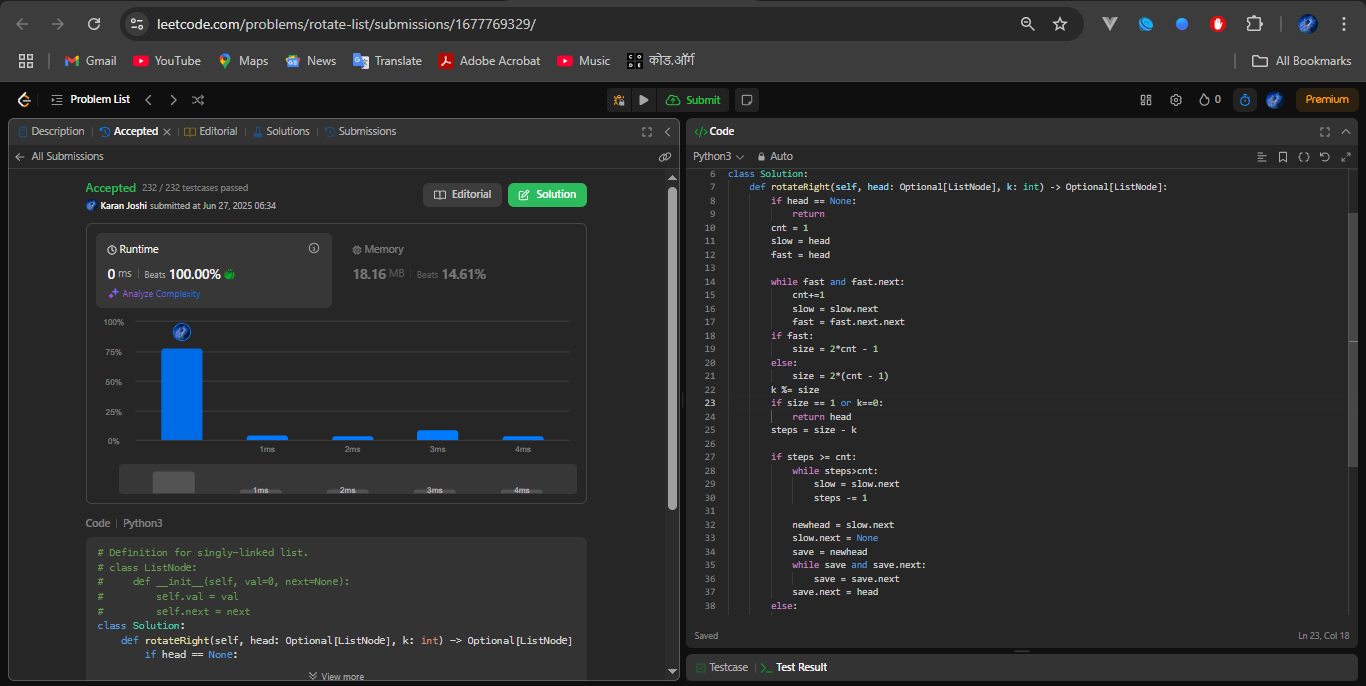 leetcode.com/problems/rotate-list/submissions/1677769329/
Gmail YouTube Maps News Translate Adobe Acrobat Music कोड.ऑर्ग All Bookmarks
Problem List Submit 0 Premium
Description Accepted Editorial Solutions Submissions
All Submissions
Accepted 232 / 232 testcases passed
Karan Joshi submitted at Jun 27, 2025 06:34
Editorial Solution
Runtime
0 ms Beats 100.00%
Analyze Complexity
Memory
18.16 MB Beats 14.61%
100%
75%
50%
25%
0%
1ms 2ms 3ms 4ms
1ms 2ms 3ms 4ms
Code Python3
# Definition for singly-linked list.
# class ListNode:
#     def __init__(self, val=0, next=None):
#         self.val = val
#         self.next = next
class Solution:
    def rotateRight(self, head: Optional[ListNode], k: int) -> Optional[ListNode]
        if head == None:
View more
</> Code
Python3 Auto
6 class Solution:
7     def rotateRight(self, head: Optional[ListNode], k: int) -> Optional[ListNode]:
8         if head == None:
9             return
10         cnt = 1
11         slow = head
12         fast = head
13
14         while fast and fast.next:
15             cnt+=1
16             slow = slow.next
17             fast = fast.next.next
18         if fast:
19             size = 2*cnt - 1
20         else:
21             size = 2*(cnt - 1)
22         k %= size
23         if size == 1 or k==0:
24             return head
25         steps = size - k
26
27         if steps >= cnt:
28             while steps>cnt:
29                 slow = slow.next
30                 steps -= 1
31
32             newhead = slow.next
33             slow.next = None
34             save = newhead
35             while save and save.next:
36                 save = save.next
37             save.next = head
38         else:
Saved Ln 23, Col 18
Testcase Test Result